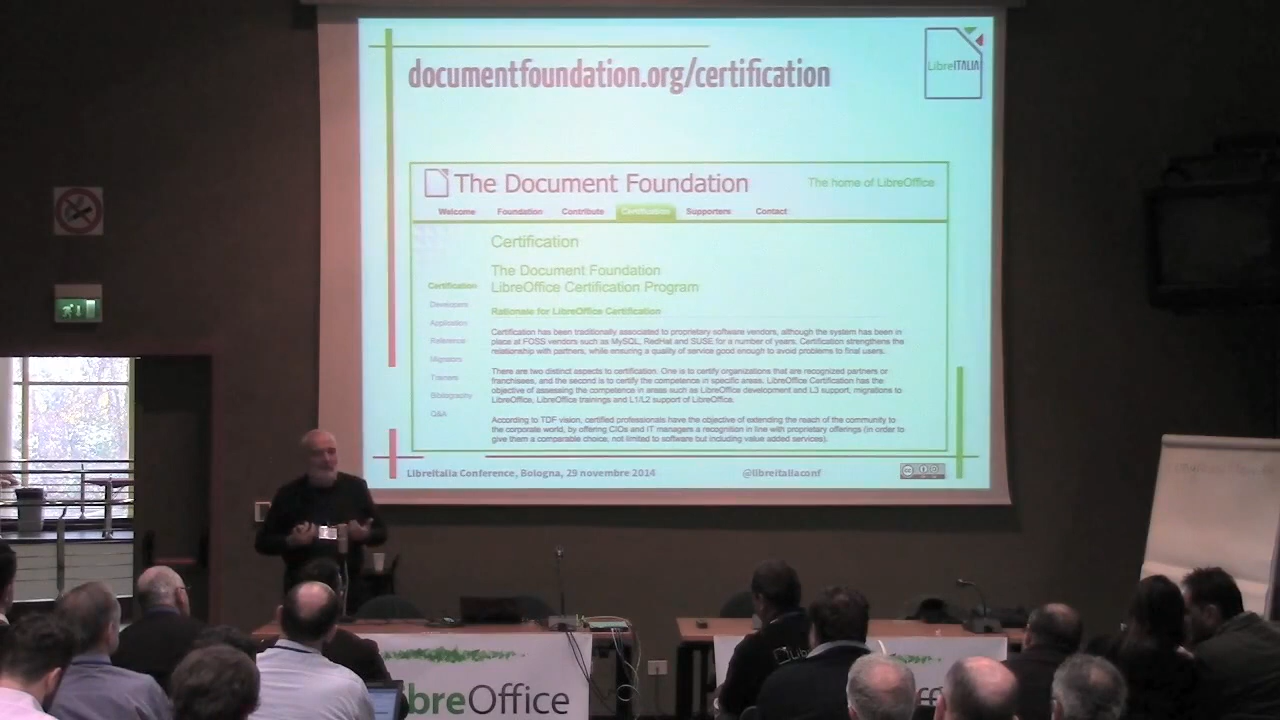 documentfoundation.org/certification
LibreITALIA
The Document Foundation
The home of LibreOffice
Welcome Foundation Contribute Certification Supporters Contact
Certification
The Document Foundation
LibreOffice Certification Program
Certification
Developers
Application
Reference
Migrators
Trainers
Bibliography
Q&A
Rationale for LibreOffice Certification
Certification has been traditionally associated to proprietary software vendors, although the system has been in
place at FOSS vendors such as MySQL, RedHat and SUSE for a number of years. Certification strengthens the
relationship with partners, while ensuring a quality of service good enough to avoid problems to final users.
There are two distinct aspects to certification. One is to certify organizations that are recognized partners or
franchisees, and the second is to certify the competence in specific areas. LibreOffice Certification has the
objective of assessing the competence in areas such as LibreOffice development and L3 support, migrations to
LibreOffice, LibreOffice trainings and L1/L2 support of LibreOffice.
According to TDF vision, certified professionals have the objective of extending the reach of the community to
the corporate world, by offering CIOs and IT managers a recognition in line with proprietary offerings (in order to
give them a comparable choice, not limited to software but including value added services).
LibreItalia Conference, Bologna, 29 novembre 2014
@libreitaliaconf
breOffice